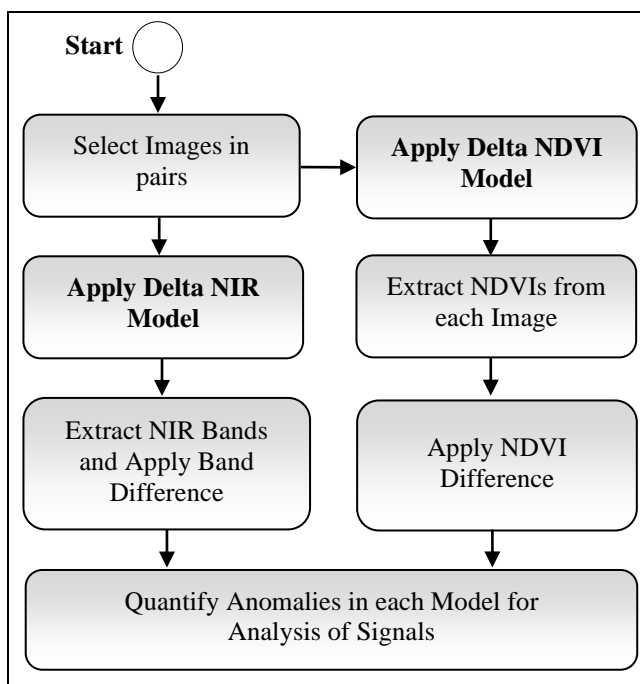 Start
Select Images in
pairs
Apply Delta NDVI
Model
Apply Delta NIR
Model
Extract NDVIs from
each Image
Extract NIR Bands
and Apply Band
Difference
Apply NDVI
Difference
Quantify Anomalies in each Model for
Analysis of Signals